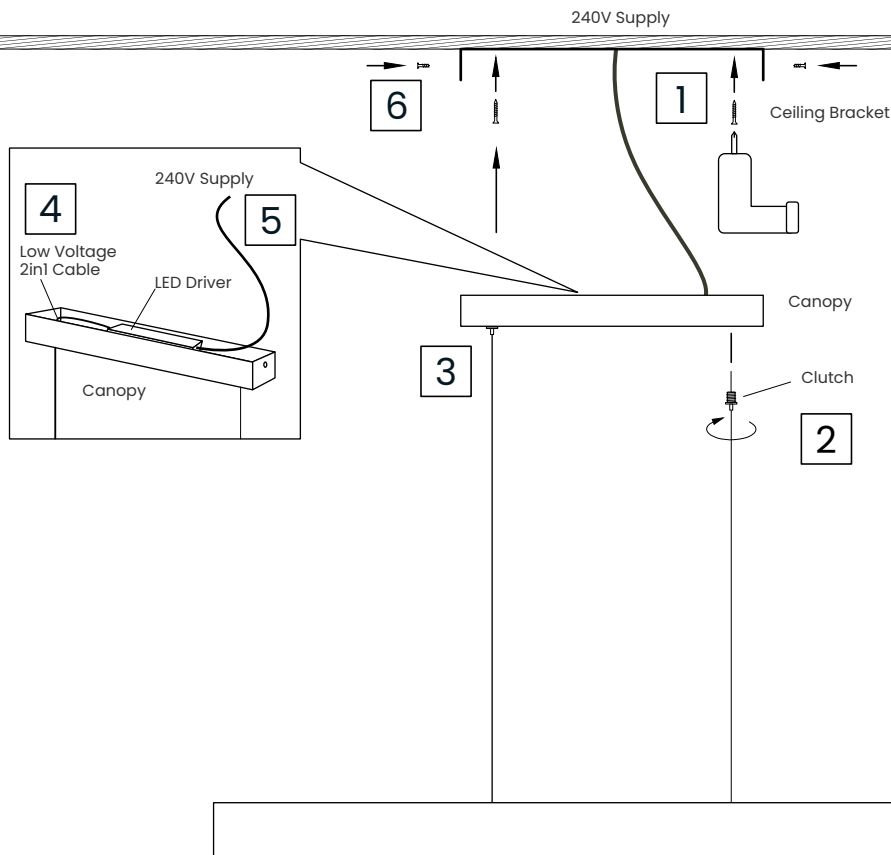 240V Supply
6
1
Ceiling Bracket
4
240V Supply
5
Low Voltage
2in1 Cable
LED Driver
Canopy
Canopy
3
Clutch
2